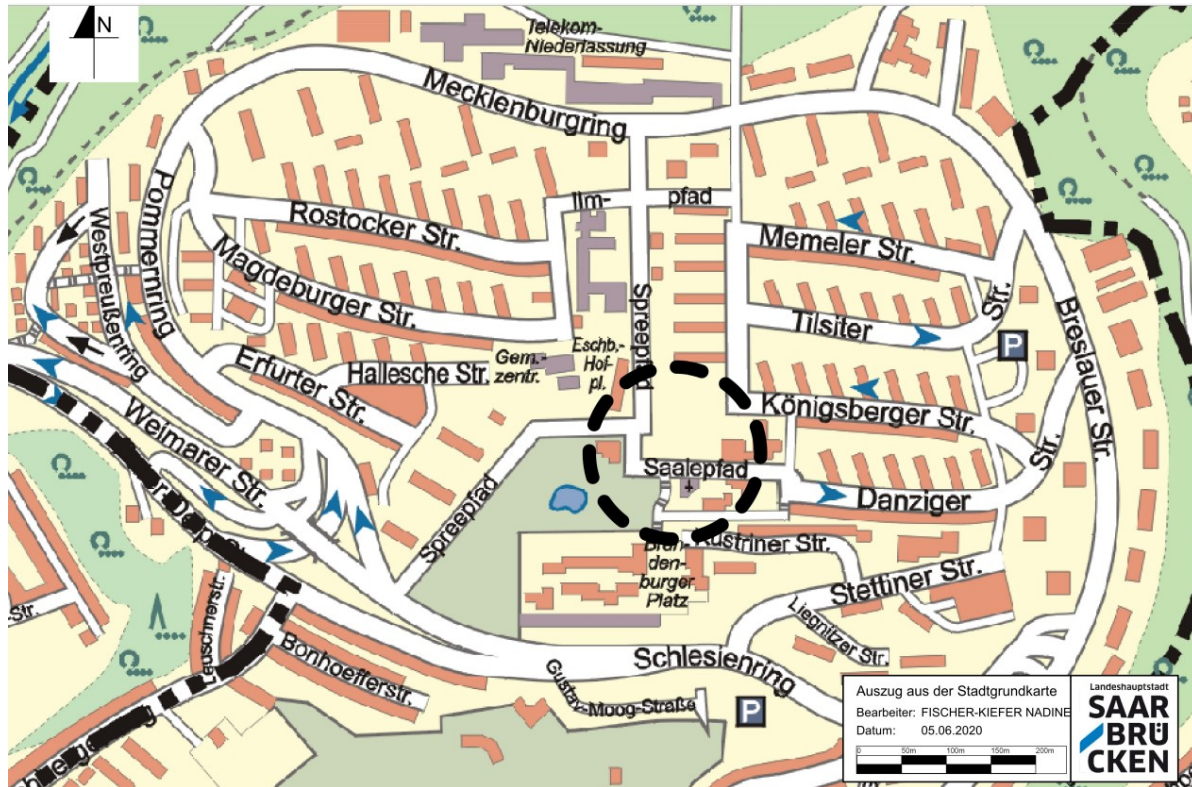 N
Telekom-
Niederlassung
Mecklenburgring
Pommernring
Westpreußenring
Rostocker Str.
Magdeburger Str.
Ilm-
pfad
Spreepfad
Memeler Str.
Tilsiter
Str.
P
Breslauer Str.
Erfurter Str.
Hallesche Str.
Gem.-
zentr.
Eschb.-
Hof-
pl.
Königsberger Str.
Weimarer Str.
Saalepfad
Danziger
Str.
Spreepfad
Küstriner Str.
Bran-
den-
burger
Platz
Stettiner Str.
Liegnitzer Str.
Str.
Leuschnerstr.
Bonhoefferstr.
Schlesienring
Gustav-Moog-Straße
P
Auszug aus der Stadtgrundkarte
Bearbeiter: FISCHER-KIEFER NADINE
Datum: 05.06.2020
0 50m 100m 150m 200m
Landeshauptstadt
SAAR
BRÜ
CKEN